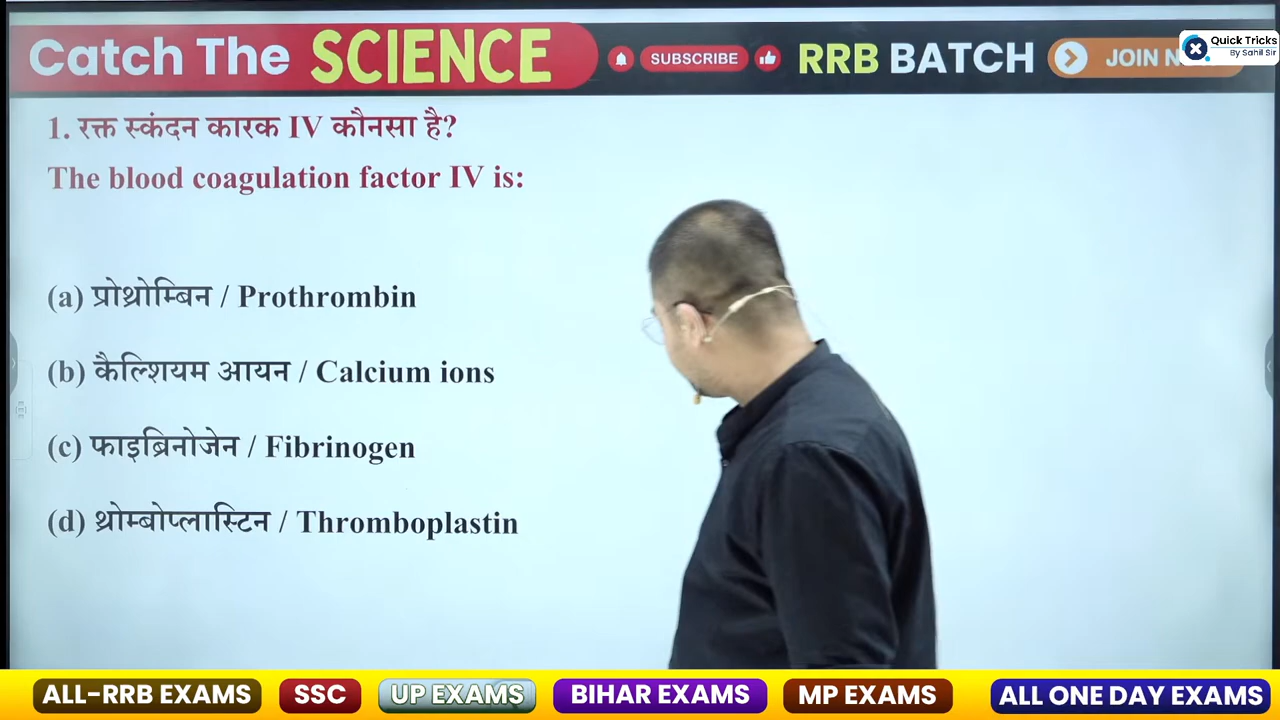 Catch The SCIENCE
SUBSCRIBE
RRB BATCH
JOIN
Quick Tricks
By Sahil Sir
1. रक्त स्कंदन कारक IV कौनसा है?
The blood coagulation factor IV is:
(a) प्रोथ्रोम्बिन / Prothrombin
(b) कैल्शियम आयन / Calcium ions
(c) फाइब्रिनोजेन / Fibrinogen
(d) थ्रोम्बोप्लास्टिन / Thromboplastin
ALL-RRB EXAMS
SSC
UP EXAMS
BIHAR EXAMS
MP EXAMS
ALL ONE DAY EXAMS